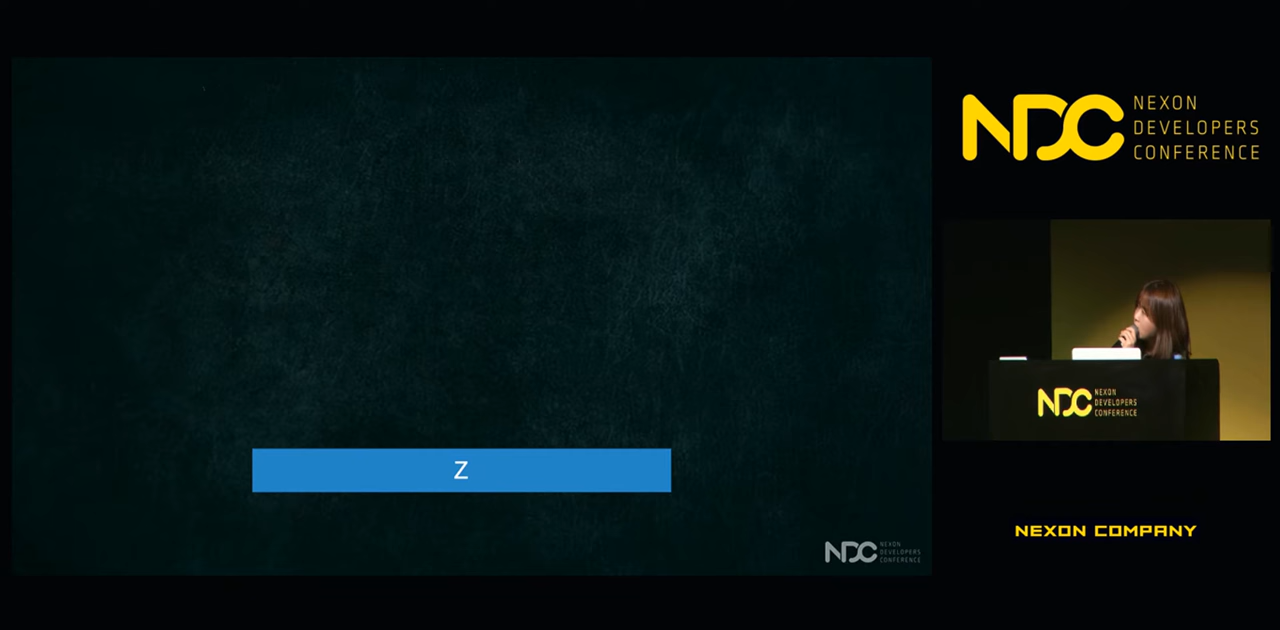 Z
NDC NEXON
DEVELOPERS
CONFERENCE
NDC NEXON
DEVELOPERS
CONFERENCE
NDC NEXON
DEVELOPERS
CONFERENCE
NEXON COMPANY